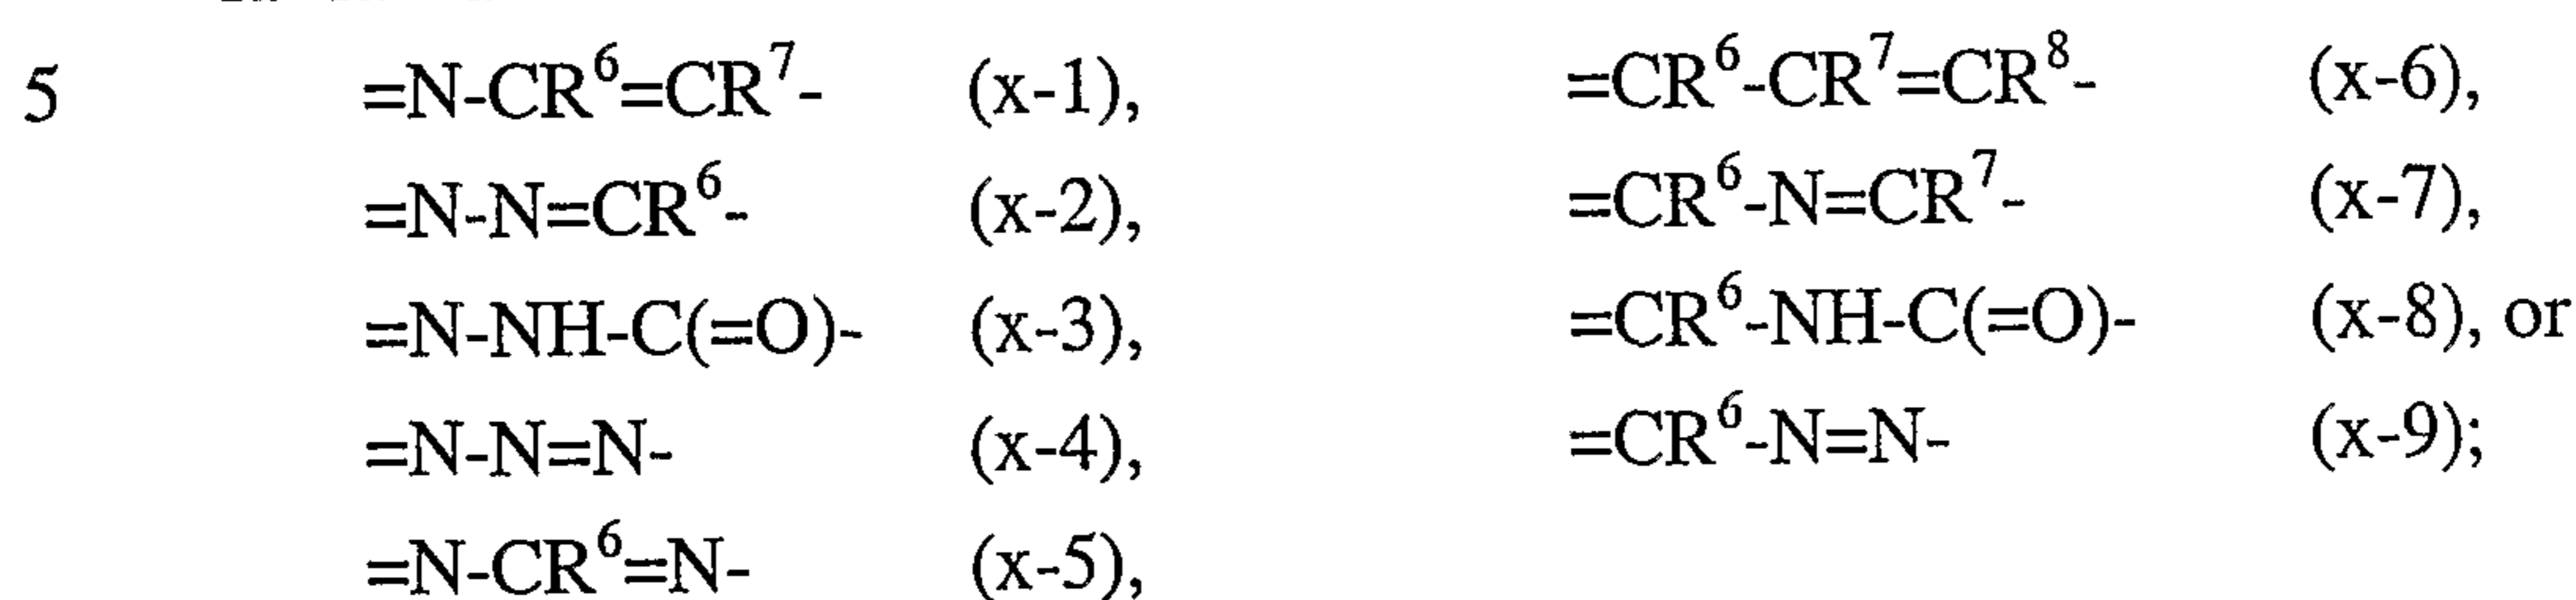 5 =N-CR⁶=CR⁷- (x-1), =CR⁶-CR⁷=CR⁸- (x-6),
=N-N=CR⁶- (x-2), =CR⁶-N=CR⁷- (x-7),
=N-NH-C(=O)- (x-3), =CR⁶-NH-C(=O)- (x-8), or
=N-N=N- (x-4), =CR⁶-N=N- (x-9);
=N-CR⁶=N- (x-5),